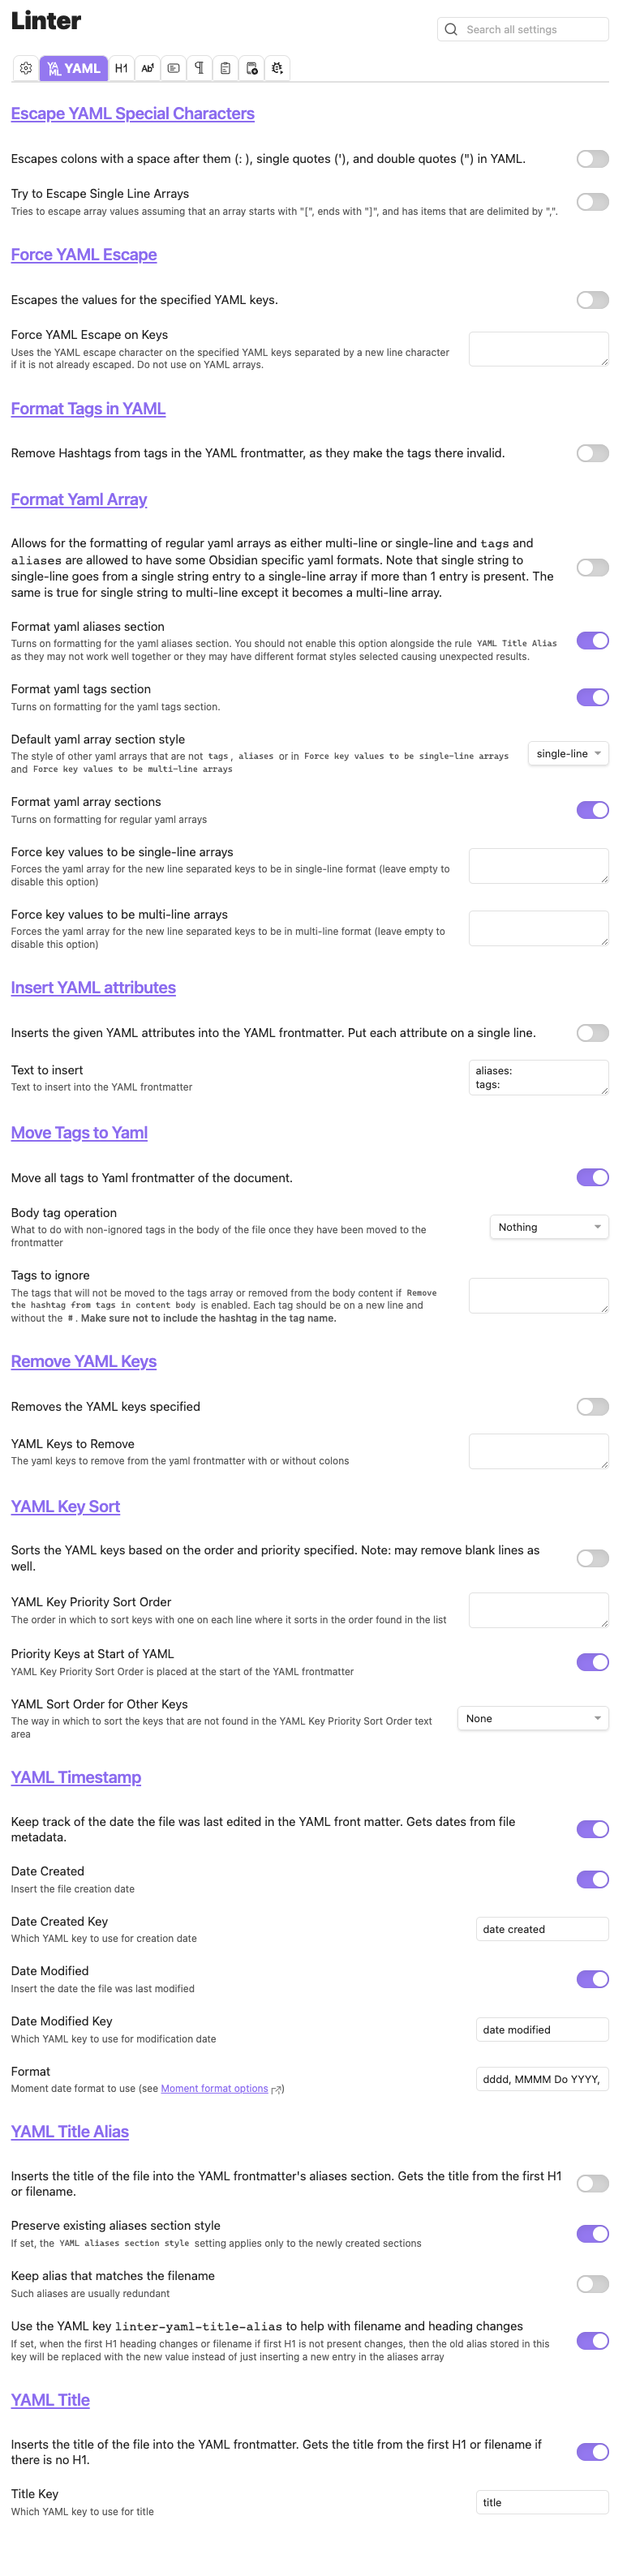 Linter
Search all settings
YAML YAML H1 Ab¹
Escape YAML Special Characters
Escapes colons with a space after them (: ), single quotes ('), and double quotes (") in YAML.
Try to Escape Single Line Arrays
Tries to escape array values assuming that an array starts with "[", ends with "]", and has items that are delimited by ",".
Force YAML Escape
Escapes the values for the specified YAML keys.
Force YAML Escape on Keys
Uses the YAML escape character on the specified YAML keys separated by a new line character
if it is not already escaped. Do not use on YAML arrays.
Format Tags in YAML
Remove Hashtags from tags in the YAML frontmatter, as they make the tags there invalid.
Format Yaml Array
Allows for the formatting of regular yaml arrays as either multi-line or single-line and tags and
aliases are allowed to have some Obsidian specific yaml formats. Note that single string to
single-line goes from a single string entry to a single-line array if more than 1 entry is present. The
same is true for single string to multi-line except it becomes a multi-line array.
Format yaml aliases section
Turns on formatting for the yaml aliases section. You should not enable this option alongside the rule YAML Title Alias
as they may not work well together or they may have different format styles selected causing unexpected results.
Format yaml tags section
Turns on formatting for the yaml tags section.
Default yaml array section style
The style of other yaml arrays that are not tags, aliases or in Force key values to be single-line arrays
and Force key values to be multi-line arrays
single-line
Format yaml array sections
Turns on formatting for regular yaml arrays
Force key values to be single-line arrays
Forces the yaml array for the new line separated keys to be in single-line format (leave empty to
disable this option)
Force key values to be multi-line arrays
Forces the yaml array for the new line separated keys to be in multi-line format (leave empty to
disable this option)
Insert YAML attributes
Inserts the given YAML attributes into the YAML frontmatter. Put each attribute on a single line.
Text to insert
Text to insert into the YAML frontmatter
aliases:
tags:
Move Tags to Yaml
Move all tags to Yaml frontmatter of the document.
Body tag operation
What to do with non-ignored tags in the body of the file once they have been moved to the
frontmatter
Nothing
Tags to ignore
The tags that will not be moved to the tags array or removed from the body content if Remove
the hashtag from tags in content body is enabled. Each tag should be on a new line and
without the #. Make sure not to include the hashtag in the tag name.
Remove YAML Keys
Removes the YAML keys specified
YAML Keys to Remove
The yaml keys to remove from the yaml frontmatter with or without colons
YAML Key Sort
Sorts the YAML keys based on the order and priority specified. Note: may remove blank lines as
well.
YAML Key Priority Sort Order
The order in which to sort keys with one on each line where it sorts in the order found in the list
Priority Keys at Start of YAML
YAML Key Priority Sort Order is placed at the start of the YAML frontmatter
YAML Sort Order for Other Keys
The way in which to sort the keys that are not found in the YAML Key Priority Sort Order text
area
None
YAML Timestamp
Keep track of the date the file was last edited in the YAML front matter. Gets dates from file
metadata.
Date Created
Insert the file creation date
Date Created Key
Which YAML key to use for creation date
date created
Date Modified
Insert the date the file was last modified
Date Modified Key
Which YAML key to use for modification date
date modified
Format
Moment date format to use (see Moment format options)
dddd, MMMM Do YYYY,
YAML Title Alias
Inserts the title of the file into the YAML frontmatter's aliases section. Gets the title from the first H1
or filename.
Preserve existing aliases section style
If set, the YAML aliases section style setting applies only to the newly created sections
Keep alias that matches the filename
Such aliases are usually redundant
Use the YAML key linter-yaml-title-alias to help with filename and heading changes
If set, when the first H1 heading changes or filename if first H1 is not present changes, then the old alias stored in this
key will be replaced with the new value instead of just inserting a new entry in the aliases array
YAML Title
Inserts the title of the file into the YAML frontmatter. Gets the title from the first H1 or filename if
there is no H1.
Title Key
Which YAML key to use for title
title